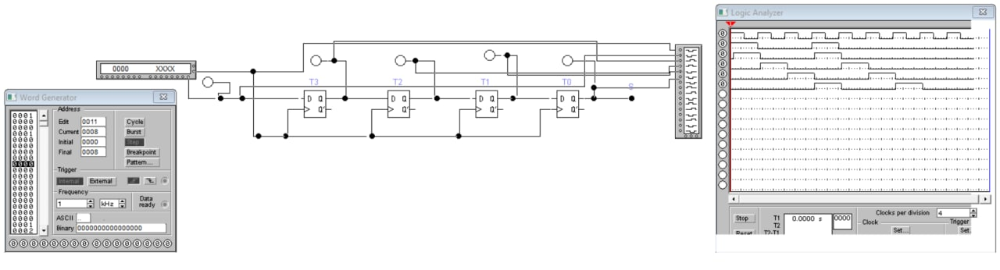 0000 XXXX
T3 T2 T1 T0 S
D Q D Q D Q D Q
Q' Q' Q' Q'
Word Generator
0001
0000
0000
0001
0000
0000
0000
0000
0000
0000
0000
0000
0000
0000
0000
0000
0000
0001
0002
Address
Edit 0011 Cycle
Current 0008 Burst
Initial 0000 Step
Final 0008 Breakpoint
Pattern...
Trigger
Internal External
Frequency
1 kHz Data
ready
ASCII ..
Binary 0000000000000000
Logic Analyzer
Stop T1 0.0000 s 0000 Clocks per division 4
T2 Clock Trigger
Reset T2-T1 Set... Set